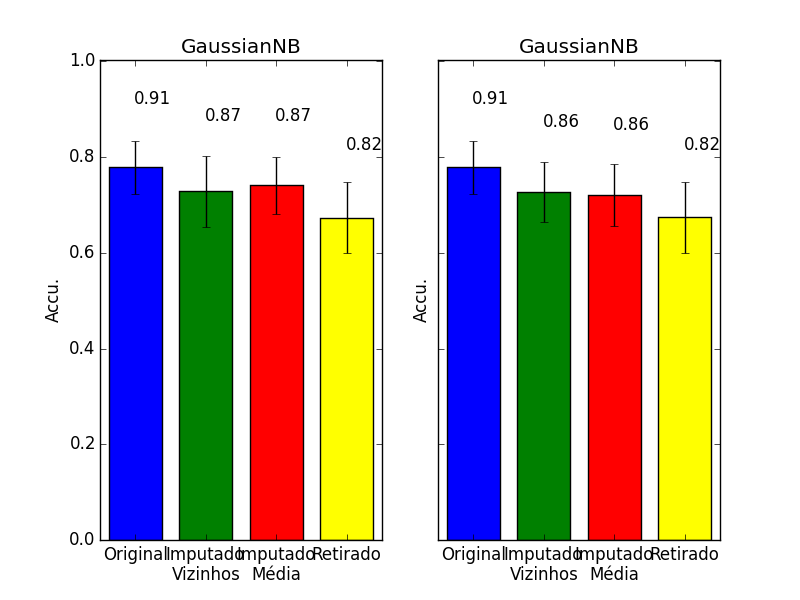 GaussianNB
1.0
0.8
0.6
0.4
0.2
0.0
Accu.
0.91
0.87
0.87
0.82
Original
Imputado
Vizinhos
Imputado
Média
Retirado
GaussianNB
Accu.
0.91
0.86
0.86
0.82
Original
Imputado
Vizinhos
Imputado
Média
Retirado